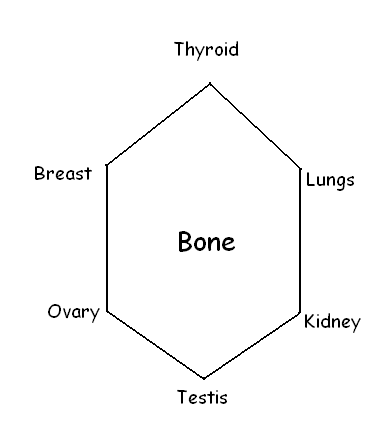 Thyroid
Breast
Lungs
Bone
Ovary
Kidney
Testis